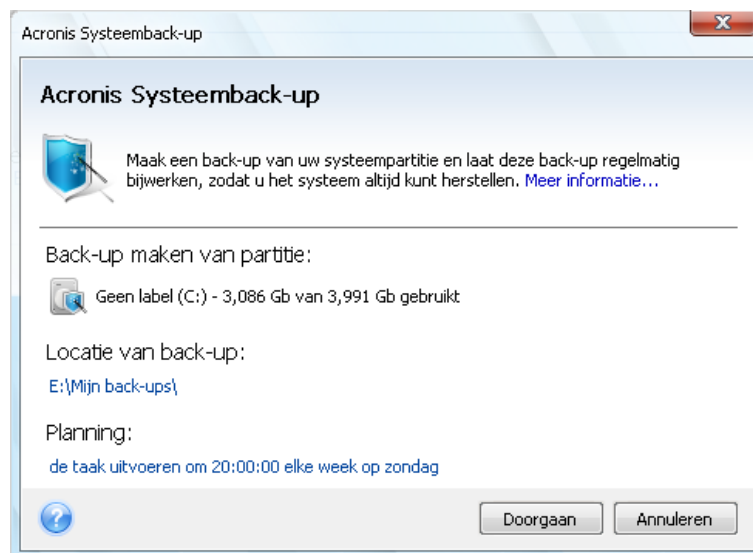 Acronis Systeemback-up
Acronis Systeemback-up
Maak een back-up van uw systeempartitie en laat deze back-up regelmatig
bijwerken, zodat u het systeem altijd kunt herstellen. Meer informatie...
Back-up maken van partitie:
Geen label (C:) - 3,086 Gb van 3,991 Gb gebruikt
Locatie van back-up:
E:\Mijn back-ups\
Planning:
de taak uitvoeren om 20:00:00 elke week op zondag
Doorgaan Annuleren